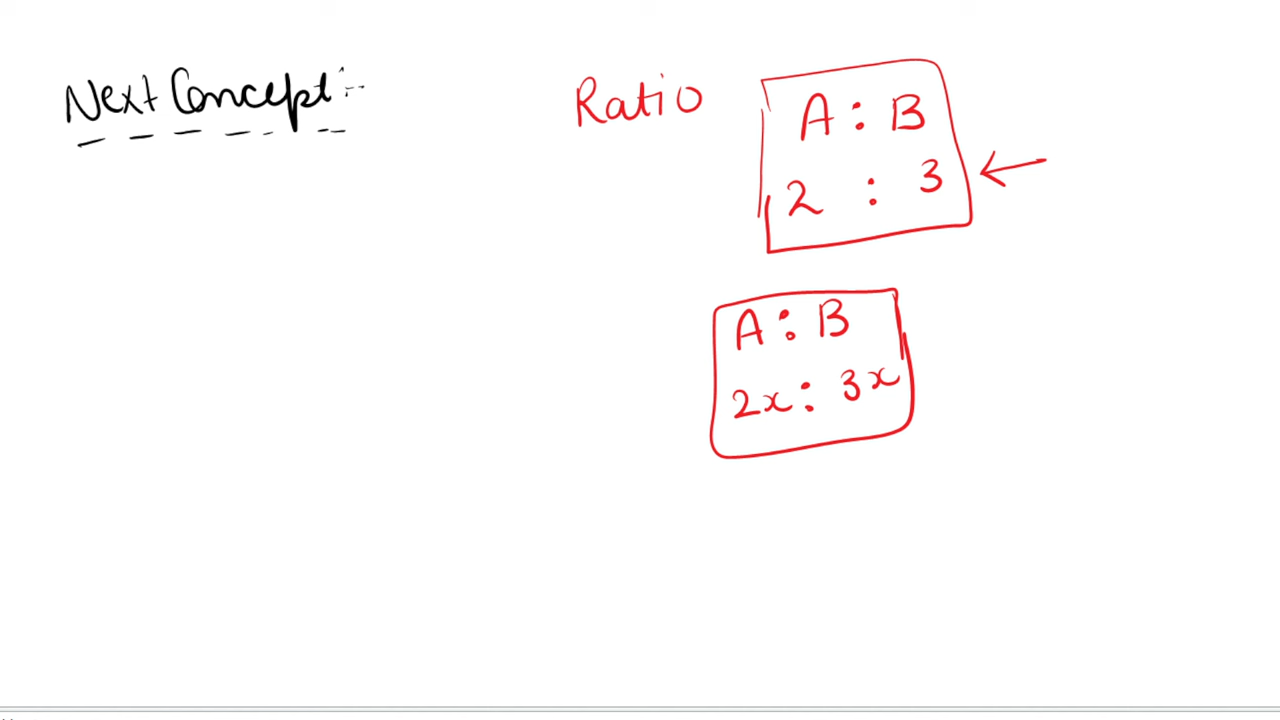 Next Concept :-
Ratio
A : B
2 : 3
A : B
2x : 3x